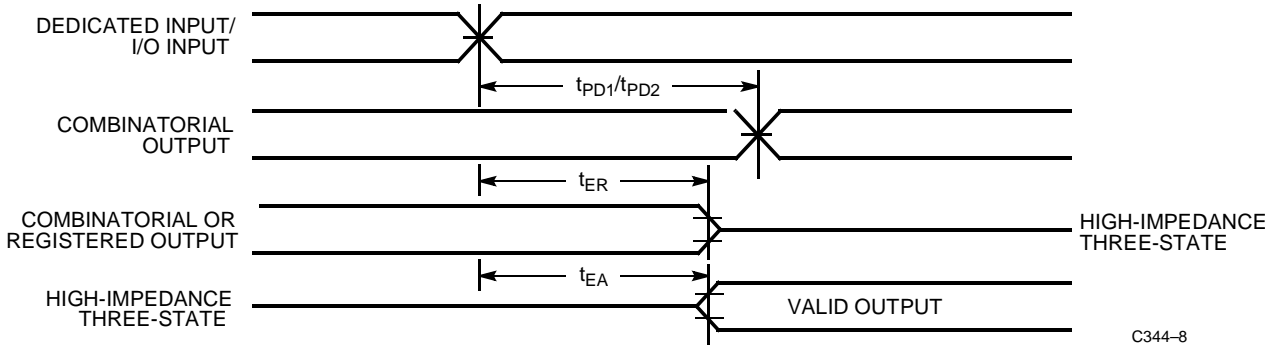 DEDICATED INPUT/
I/O INPUT
tPD1/tPD2
COMBINATORIAL
OUTPUT
tER
COMBINATORIAL OR
REGISTERED OUTPUT
HIGH-IMPEDANCE
THREE-STATE
tEA
HIGH-IMPEDANCE
THREE-STATE
VALID OUTPUT
C344–8